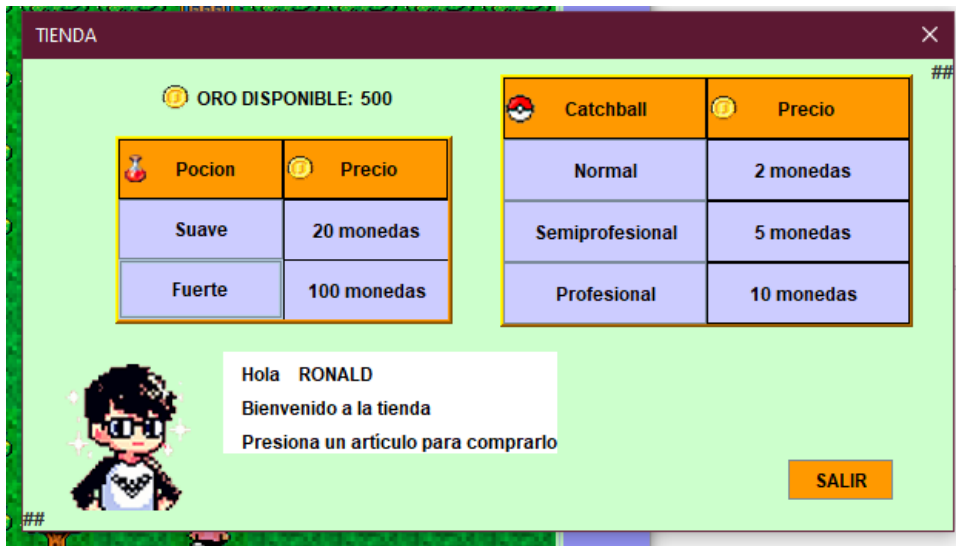 TIENDA
##
ORO DISPONIBLE: 500
Pocion Precio
Suave 20 monedas
Fuerte 100 monedas
Catchball Precio
Normal 2 monedas
Semiprofesional 5 monedas
Profesional 10 monedas
Hola RONALD
Bienvenido a la tienda
Presiona un artículo para comprarlo
SALIR
##